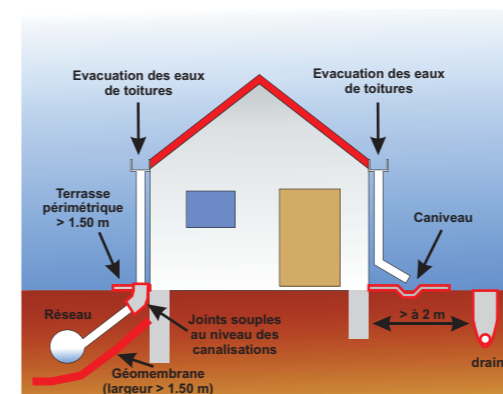 Evacuation des eaux
de toitures
Evacuation des eaux
de toitures
Terrasse
périmétrique
> 1.50 m
Caniveau
Réseau
Joints souples
au niveau des
canalisations
> à 2 m
drain
Géomembrane
(largeur > 1.50 m)